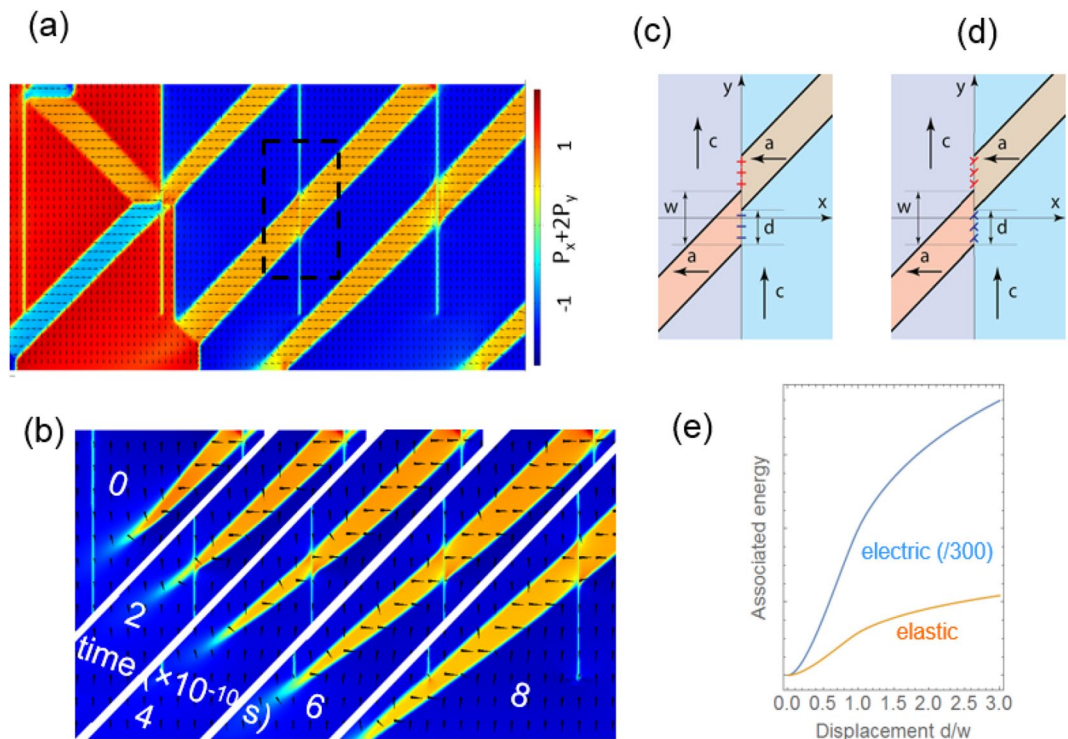 (a)
1
-1
Pₓ+2Pᵧ
(b)
0
2
4
6
8
time (×10⁻¹⁰ s)
(c)
y
c
a
w
x
d
a
c
(d)
y
c
a
w
x
d
a
c
(e)
Associated energy
electric (/300)
elastic
0.0 0.5 1.0 1.5 2.0 2.5 3.0
Displacement d/w